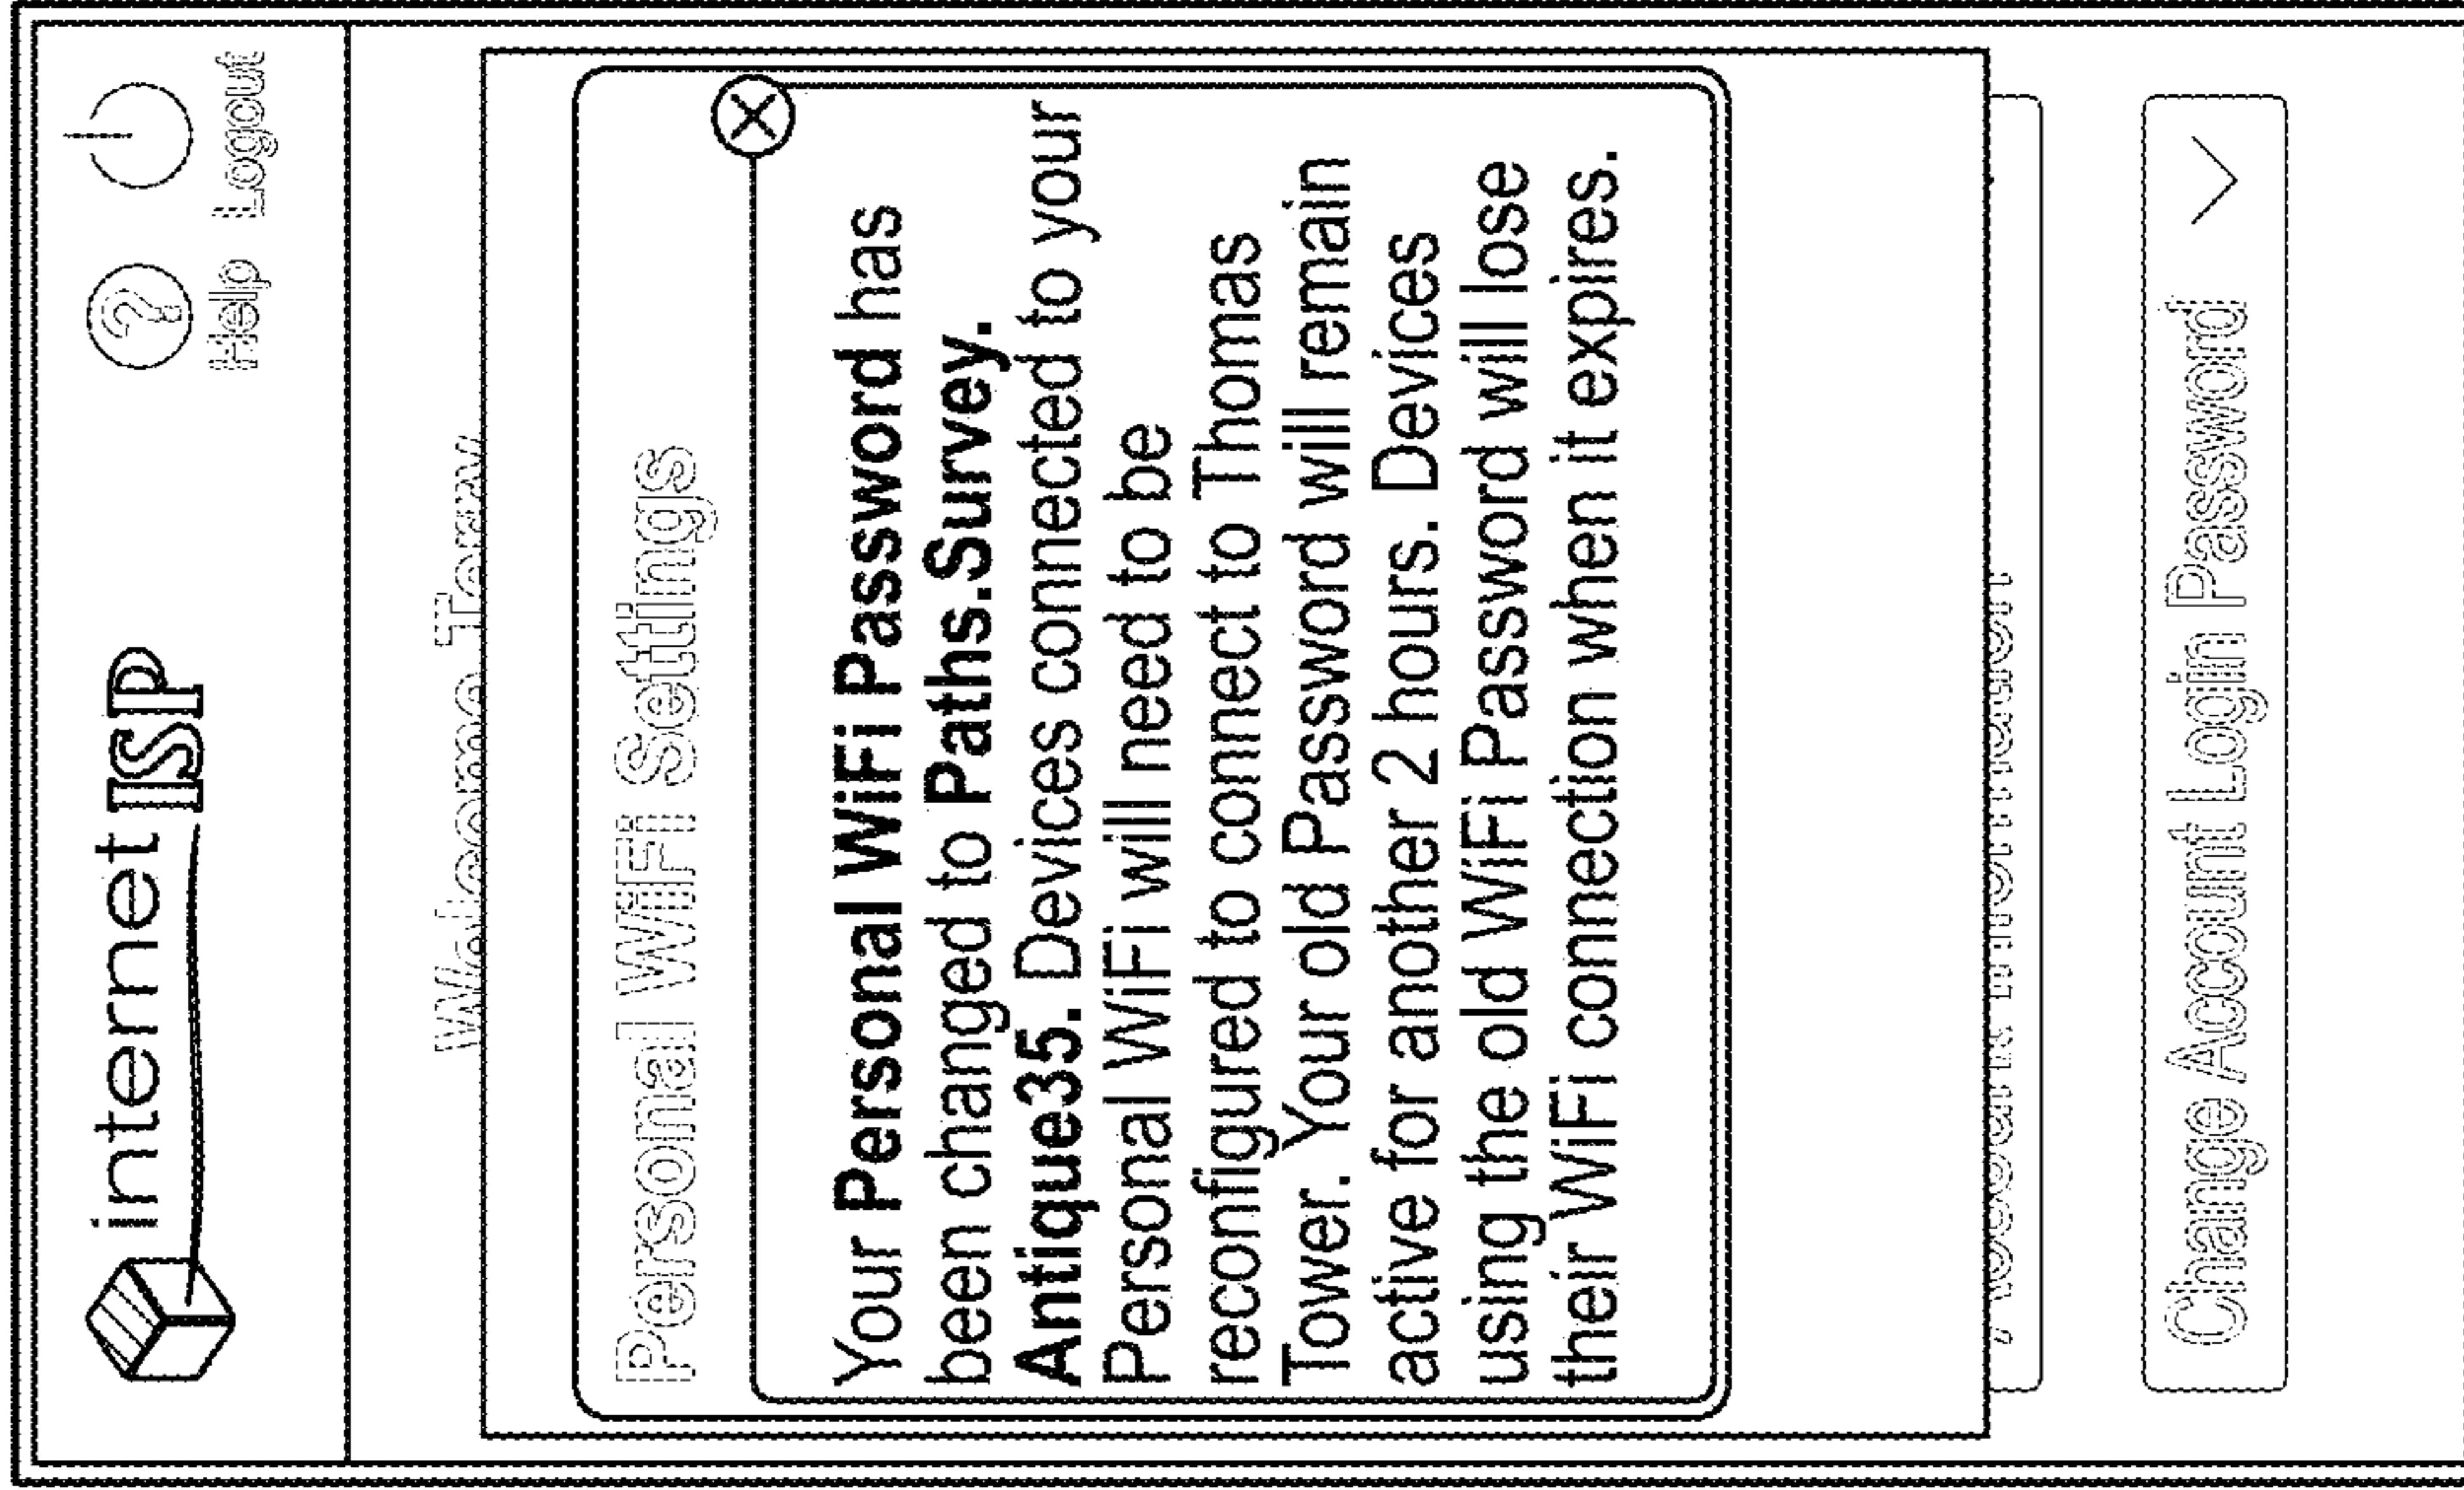 internet ISP
Help Logout
Welcome Terry
Personal WiFi Settings
Your Personal WiFi Password has
been changed to Paths.Survey.
Antique35. Devices connected to your
Personal WiFi will need to be
reconfigured to connect to Thomas
Tower. Your old Password will remain
active for another 2 hours. Devices
using the old WiFi Password will lose
their WiFi connection when it expires.
Change Account Login Password